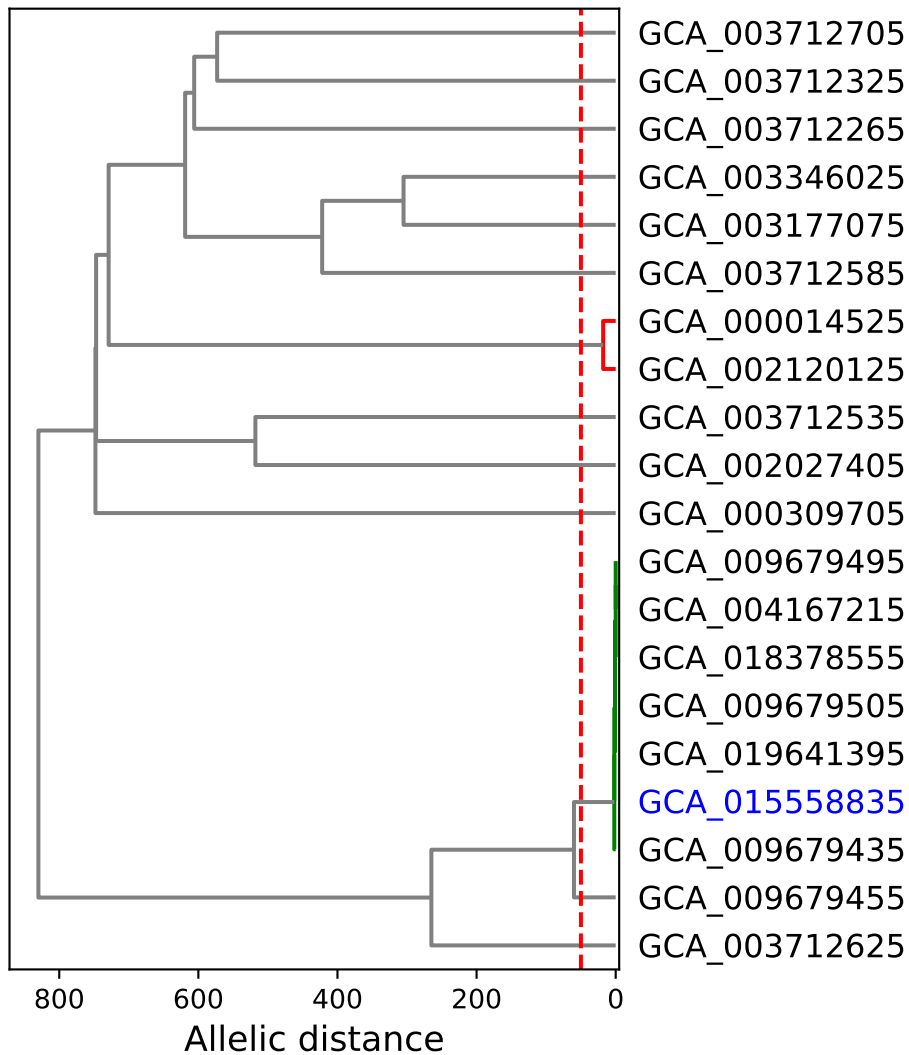 GCA_003712705
GCA_003712325
GCA_003712265
GCA_003346025
GCA_003177075
GCA_003712585
GCA_000014525
GCA_002120125
GCA_003712535
GCA_002027405
GCA_000309705
GCA_009679495
GCA_004167215
GCA_018378555
GCA_009679505
GCA_019641395
GCA_015558835
GCA_009679435
GCA_009679455
GCA_003712625
800 600 400 200 0
Allelic distance